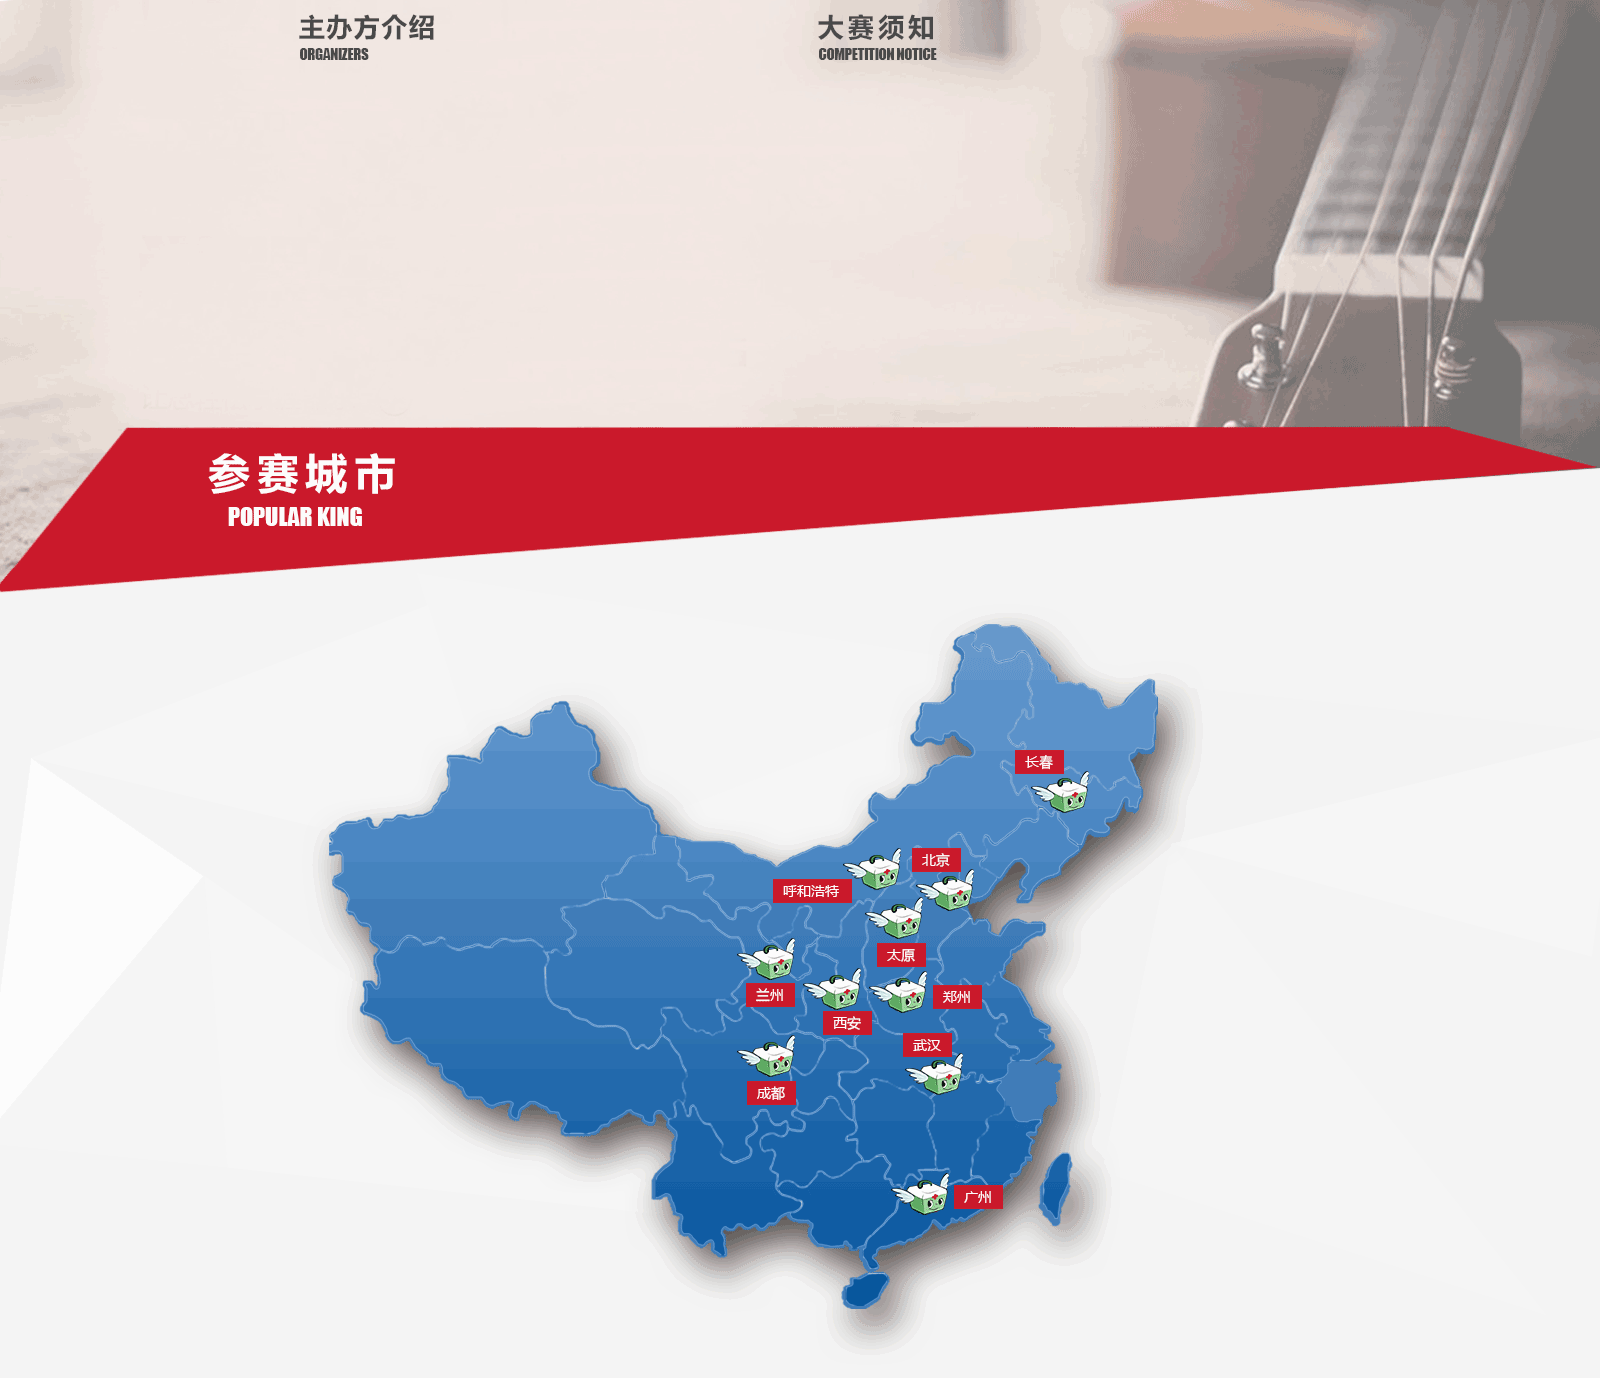 主办方介绍
ORGANIZERS
大赛须知
COMPETITION NOTICE
参赛城市
POPULAR KING
长春
北京
呼和浩特
太原
兰州
郑州
西安
武汉
成都
广州